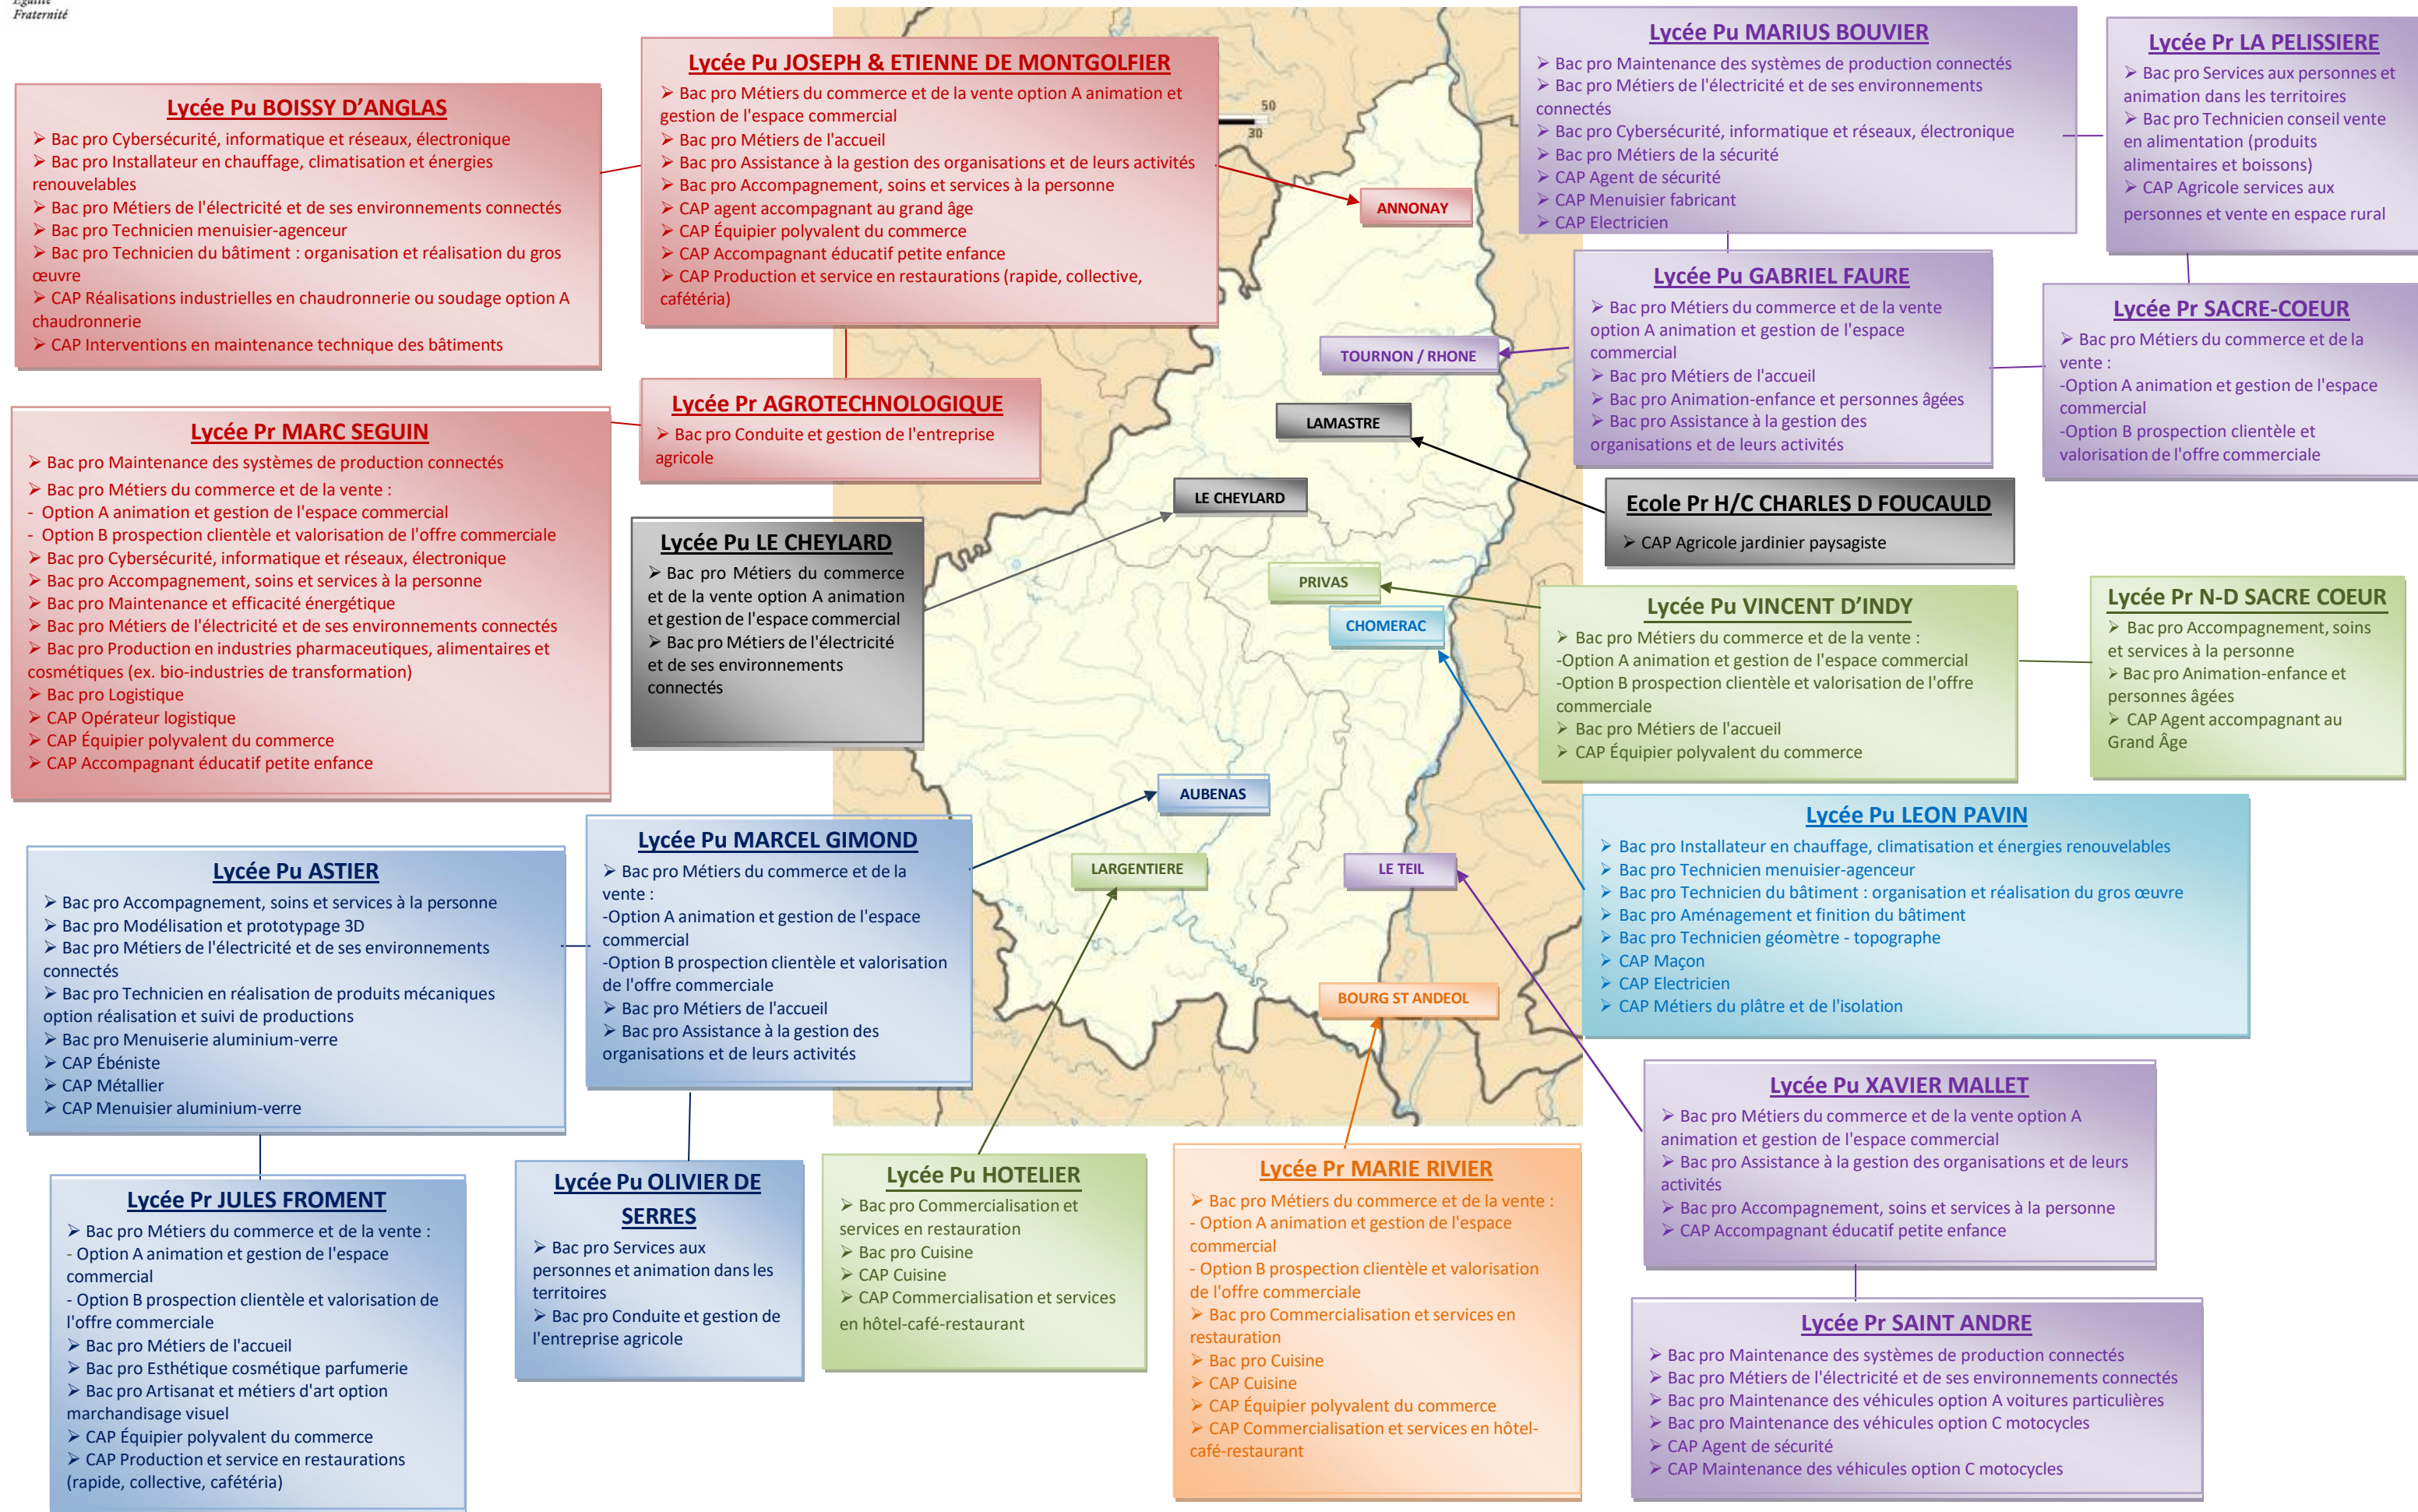 Égalité
Fraternité
Lycée Pu BOISSY D'ANGLAS
➢ Bac pro Cybersécurité, informatique et réseaux, électronique
➢ Bac pro Installateur en chauffage, climatisation et énergies
renouvelables
➢ Bac pro Métiers de l'électricité et de ses environnements connectés
➢ Bac pro Technicien menuisier-agenceur
➢ Bac pro Technicien du bâtiment : organisation et réalisation du gros
œuvre
➢ CAP Réalisations industrielles en chaudronnerie ou soudage option A
chaudronnerie
➢ CAP Interventions en maintenance technique des bâtiments
Lycée Pu JOSEPH & ETIENNE DE MONTGOLFIER
➢ Bac pro Métiers du commerce et de la vente option A animation et
gestion de l'espace commercial
➢ Bac pro Métiers de l'accueil
➢ Bac pro Assistance à la gestion des organisations et de leurs activités
➢ Bac pro Accompagnement, soins et services à la personne
➢ CAP agent accompagnant au grand âge
➢ CAP Équipier polyvalent du commerce
➢ CAP Accompagnant éducatif petite enfance
➢ CAP Production et service en restaurations (rapide, collective,
cafétéria)
50
30
Lycée Pu MARIUS BOUVIER
➢ Bac pro Maintenance des systèmes de production connectés
➢ Bac pro Métiers de l'électricité et de ses environnements
connectés
➢ Bac pro Cybersécurité, informatique et réseaux, électronique
➢ Bac pro Métiers de la sécurité
➢ CAP Agent de sécurité
➢ CAP Menuisier fabricant
➢ CAP Electricien
Lycée Pr LA PELISSIERE
➢ Bac pro Services aux personnes et
animation dans les territoires
➢ Bac pro Technicien conseil vente
en alimentation (produits
alimentaires et boissons)
➢ CAP Agricole services aux
personnes et vente en espace rural
ANNONAY
Lycée Pu GABRIEL FAURE
➢ Bac pro Métiers du commerce et de la vente
option A animation et gestion de l'espace
commercial
➢ Bac pro Métiers de l'accueil
➢ Bac pro Animation-enfance et personnes âgées
➢ Bac pro Assistance à la gestion des
organisations et de leurs activités
Lycée Pr SACRE-COEUR
➢ Bac pro Métiers du commerce et de la
vente :
-Option A animation et gestion de l'espace
commercial
-Option B prospection clientèle et
valorisation de l'offre commerciale
TOURNON / RHONE
Lycée Pr AGROTECHNOLOGIQUE
➢ Bac pro Conduite et gestion de l'entreprise
agricole
Lycée Pr MARC SEGUIN
➢ Bac pro Maintenance des systèmes de production connectés
➢ Bac pro Métiers du commerce et de la vente :
- Option A animation et gestion de l'espace commercial
- Option B prospection clientèle et valorisation de l'offre commerciale
➢ Bac pro Cybersécurité, informatique et réseaux, électronique
➢ Bac pro Accompagnement, soins et services à la personne
➢ Bac pro Maintenance et efficacité énergétique
➢ Bac pro Métiers de l'électricité et de ses environnements connectés
➢ Bac pro Production en industries pharmaceutiques, alimentaires et
cosmétiques (ex. bio-industries de transformation)
➢ Bac pro Logistique
➢ CAP Opérateur logistique
➢ CAP Équipier polyvalent du commerce
➢ CAP Accompagnant éducatif petite enfance
LAMASTRE
LE CHEYLARD
Ecole Pr H/C CHARLES D FOUCAULD
➢ CAP Agricole jardinier paysagiste
Lycée Pu LE CHEYLARD
➢ Bac pro Métiers du commerce
et de la vente option A animation
et gestion de l'espace commercial
➢ Bac pro Métiers de l'électricité
et de ses environnements
connectés
PRIVAS
CHOMERAC
Lycée Pu VINCENT D'INDY
➢ Bac pro Métiers du commerce et de la vente :
-Option A animation et gestion de l'espace commercial
-Option B prospection clientèle et valorisation de l'offre
commerciale
➢ Bac pro Métiers de l'accueil
➢ CAP Équipier polyvalent du commerce
Lycée Pr N-D SACRE COEUR
➢ Bac pro Accompagnement, soins
et services à la personne
➢ Bac pro Animation-enfance et
personnes âgées
➢ CAP Agent accompagnant au
Grand Âge
AUBENAS
Lycée Pu LEON PAVIN
➢ Bac pro Installateur en chauffage, climatisation et énergies renouvelables
➢ Bac pro Technicien menuisier-agenceur
➢ Bac pro Technicien du bâtiment : organisation et réalisation du gros œuvre
➢ Bac pro Aménagement et finition du bâtiment
➢ Bac pro Technicien géomètre - topographe
➢ CAP Maçon
➢ CAP Electricien
➢ CAP Métiers du plâtre et de l'isolation
Lycée Pu ASTIER
➢ Bac pro Accompagnement, soins et services à la personne
➢ Bac pro Modélisation et prototypage 3D
➢ Bac pro Métiers de l'électricité et de ses environnements
connectés
➢ Bac pro Technicien en réalisation de produits mécaniques
option réalisation et suivi de productions
➢ Bac pro Menuiserie aluminium-verre
➢ CAP Ébéniste
➢ CAP Métallier
➢ CAP Menuisier aluminium-verre
Lycée Pu MARCEL GIMOND
➢ Bac pro Métiers du commerce et de la
vente :
-Option A animation et gestion de l'espace
commercial
-Option B prospection clientèle et valorisation
de l'offre commerciale
➢ Bac pro Métiers de l'accueil
➢ Bac pro Assistance à la gestion des
organisations et de leurs activités
LARGENTIERE
LE TEIL
BOURG ST ANDEOL
Lycée Pu XAVIER MALLET
➢ Bac pro Métiers du commerce et de la vente option A
animation et gestion de l'espace commercial
➢ Bac pro Assistance à la gestion des organisations et de leurs
activités
➢ Bac pro Accompagnement, soins et services à la personne
➢ CAP Accompagnant éducatif petite enfance
Lycée Pr JULES FROMENT
➢ Bac pro Métiers du commerce et de la vente :
- Option A animation et gestion de l'espace
commercial
- Option B prospection clientèle et valorisation de
l'offre commerciale
➢ Bac pro Métiers de l'accueil
➢ Bac pro Esthétique cosmétique parfumerie
➢ Bac pro Artisanat et métiers d'art option
marchandisage visuel
➢ CAP Équipier polyvalent du commerce
➢ CAP Production et service en restaurations
(rapide, collective, cafétéria)
Lycée Pu OLIVIER DE
SERRES
➢ Bac pro Services aux
personnes et animation dans les
territoires
➢ Bac pro Conduite et gestion de
l'entreprise agricole
Lycée Pu HOTELIER
➢ Bac pro Commercialisation et
services en restauration
➢ Bac pro Cuisine
➢ CAP Cuisine
➢ CAP Commercialisation et services
en hôtel-café-restaurant
Lycée Pr MARIE RIVIER
➢ Bac pro Métiers du commerce et de la vente :
- Option A animation et gestion de l'espace
commercial
- Option B prospection clientèle et valorisation
de l'offre commerciale
➢ Bac pro Commercialisation et services en
restauration
➢ Bac pro Cuisine
➢ CAP Cuisine
➢ CAP Équipier polyvalent du commerce
➢ CAP Commercialisation et services en hôtel-
café-restaurant
Lycée Pr SAINT ANDRE
➢ Bac pro Maintenance des systèmes de production connectés
➢ Bac pro Métiers de l'électricité et de ses environnements connectés
➢ Bac pro Maintenance des véhicules option A voitures particulières
➢ Bac pro Maintenance des véhicules option C motocycles
➢ CAP Agent de sécurité
➢ CAP Maintenance des véhicules option C motocycles